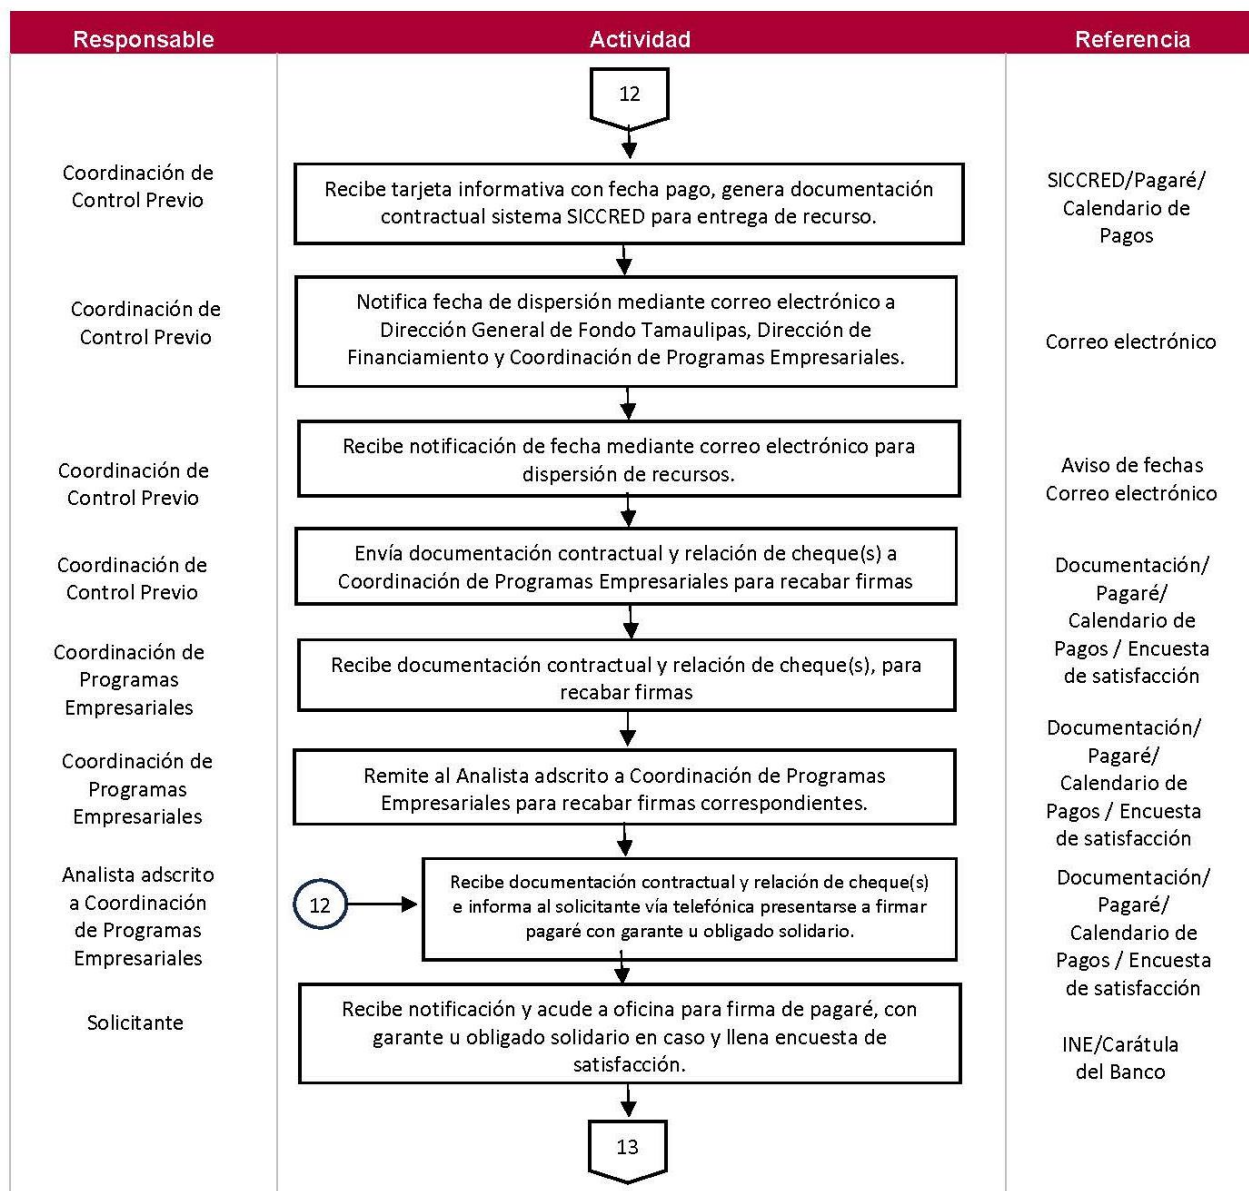 Responsable
Actividad
Referencia
12
Coordinación de
Control Previo
Recibe tarjeta informativa con fecha pago, genera documentación
contractual sistema SICCRED para entrega de recurso.
SICCRED/Pagaré/
Calendario de
Pagos
Coordinación de
Control Previo
Notifica fecha de dispersión mediante correo electrónico a
Dirección General de Fondo Tamaulipas, Dirección de
Financiamiento y Coordinación de Programas Empresariales.
Correo electrónico
Coordinación de
Control Previo
Recibe notificación de fecha mediante correo electrónico para
dispersión de recursos.
Aviso de fechas
Correo electrónico
Coordinación de
Control Previo
Envía documentación contractual y relación de cheque(s) a
Coordinación de Programas Empresariales para recabar firmas
Documentación/
Pagaré/
Calendario de
Pagos / Encuesta
de satisfacción
Coordinación de
Programas
Empresariales
Recibe documentación contractual y relación de cheque(s), para
recabar firmas
Documentación/
Pagaré/
Calendario de
Pagos / Encuesta
de satisfacción
Coordinación de
Programas
Empresariales
Remite al Analista adscrito a Coordinación de Programas
Empresariales para recabar firmas correspondientes.
Analista adscrito
a Coordinación
de Programas
Empresariales
12
Recibe documentación contractual y relación de cheque(s)
e informa al solicitante vía telefónica presentarse a firmar
pagaré con garante u obligado solidario.
Documentación/
Pagaré/
Calendario de
Pagos / Encuesta
de satisfacción
Solicitante
Recibe notificación y acude a oficina para firma de pagaré, con
garante u obligado solidario en caso y llena encuesta de
satisfacción.
INE/Carátula
del Banco
13